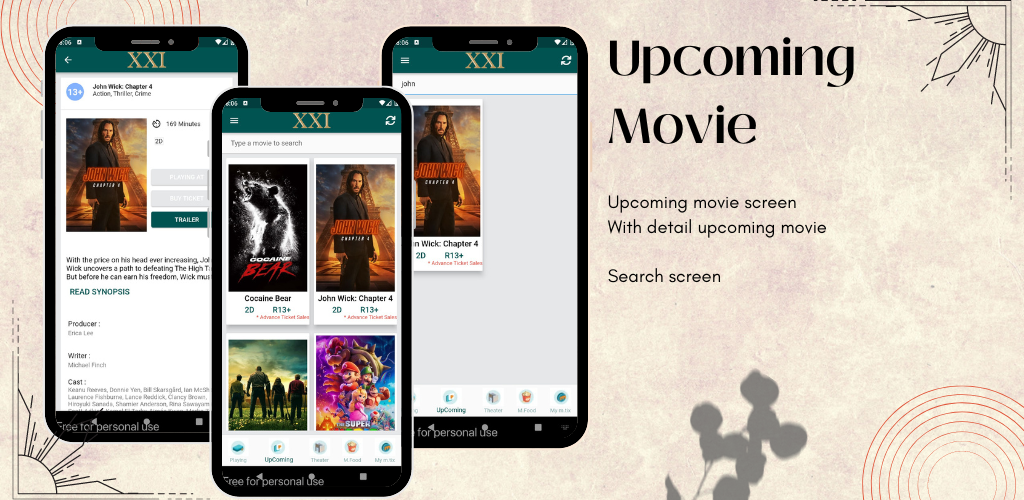 Upcoming
Movie
Upcoming movie screen
With detail upcoming movie
Search screen
8:06
XXI
13+
John Wick: Chapter 4
Action, Thriller, Crime
169 Minutes
2D
JOHN WICK
CHAPTER 4
PLAYING AT
BUY TICKET
TRAILER
With the price on his head ever increasing, Joh
Wick uncovers a path to defeating The High T
But before he can earn his freedom, Wick mus
READ SYNOPSIS
Producer :
Erica Lee
Writer :
Michael Finch
Cast :
Keanu Reeves, Donnie Yen, Bill Skarsgård, Ian McSh
Laurence Fishburne, Lance Reddick, Clancy Brown,
Hiroyuki Sanada, Shamier Anderson, Rina Sawayam
Free for personal use
8:06
XXI
Type a movie to search
COCAINE
BEAR
Cocaine Bear
2D R13+
* Advance Ticket Sales
JOHN WICK
CHAPTER 4
John Wick: Chapter 4
2D R13+
* Advance Ticket Sales
SUPER
Playing
UpComing
Theater
M.Food
My m.tix
Free for personal use
8:06
XXI
john
JOHN WICK
CHAPTER 4
n Wick: Chapter 4
2D R13+
* Advance Ticket Sales
UpComing
Theater
M.Food
My m.tix
for personal use